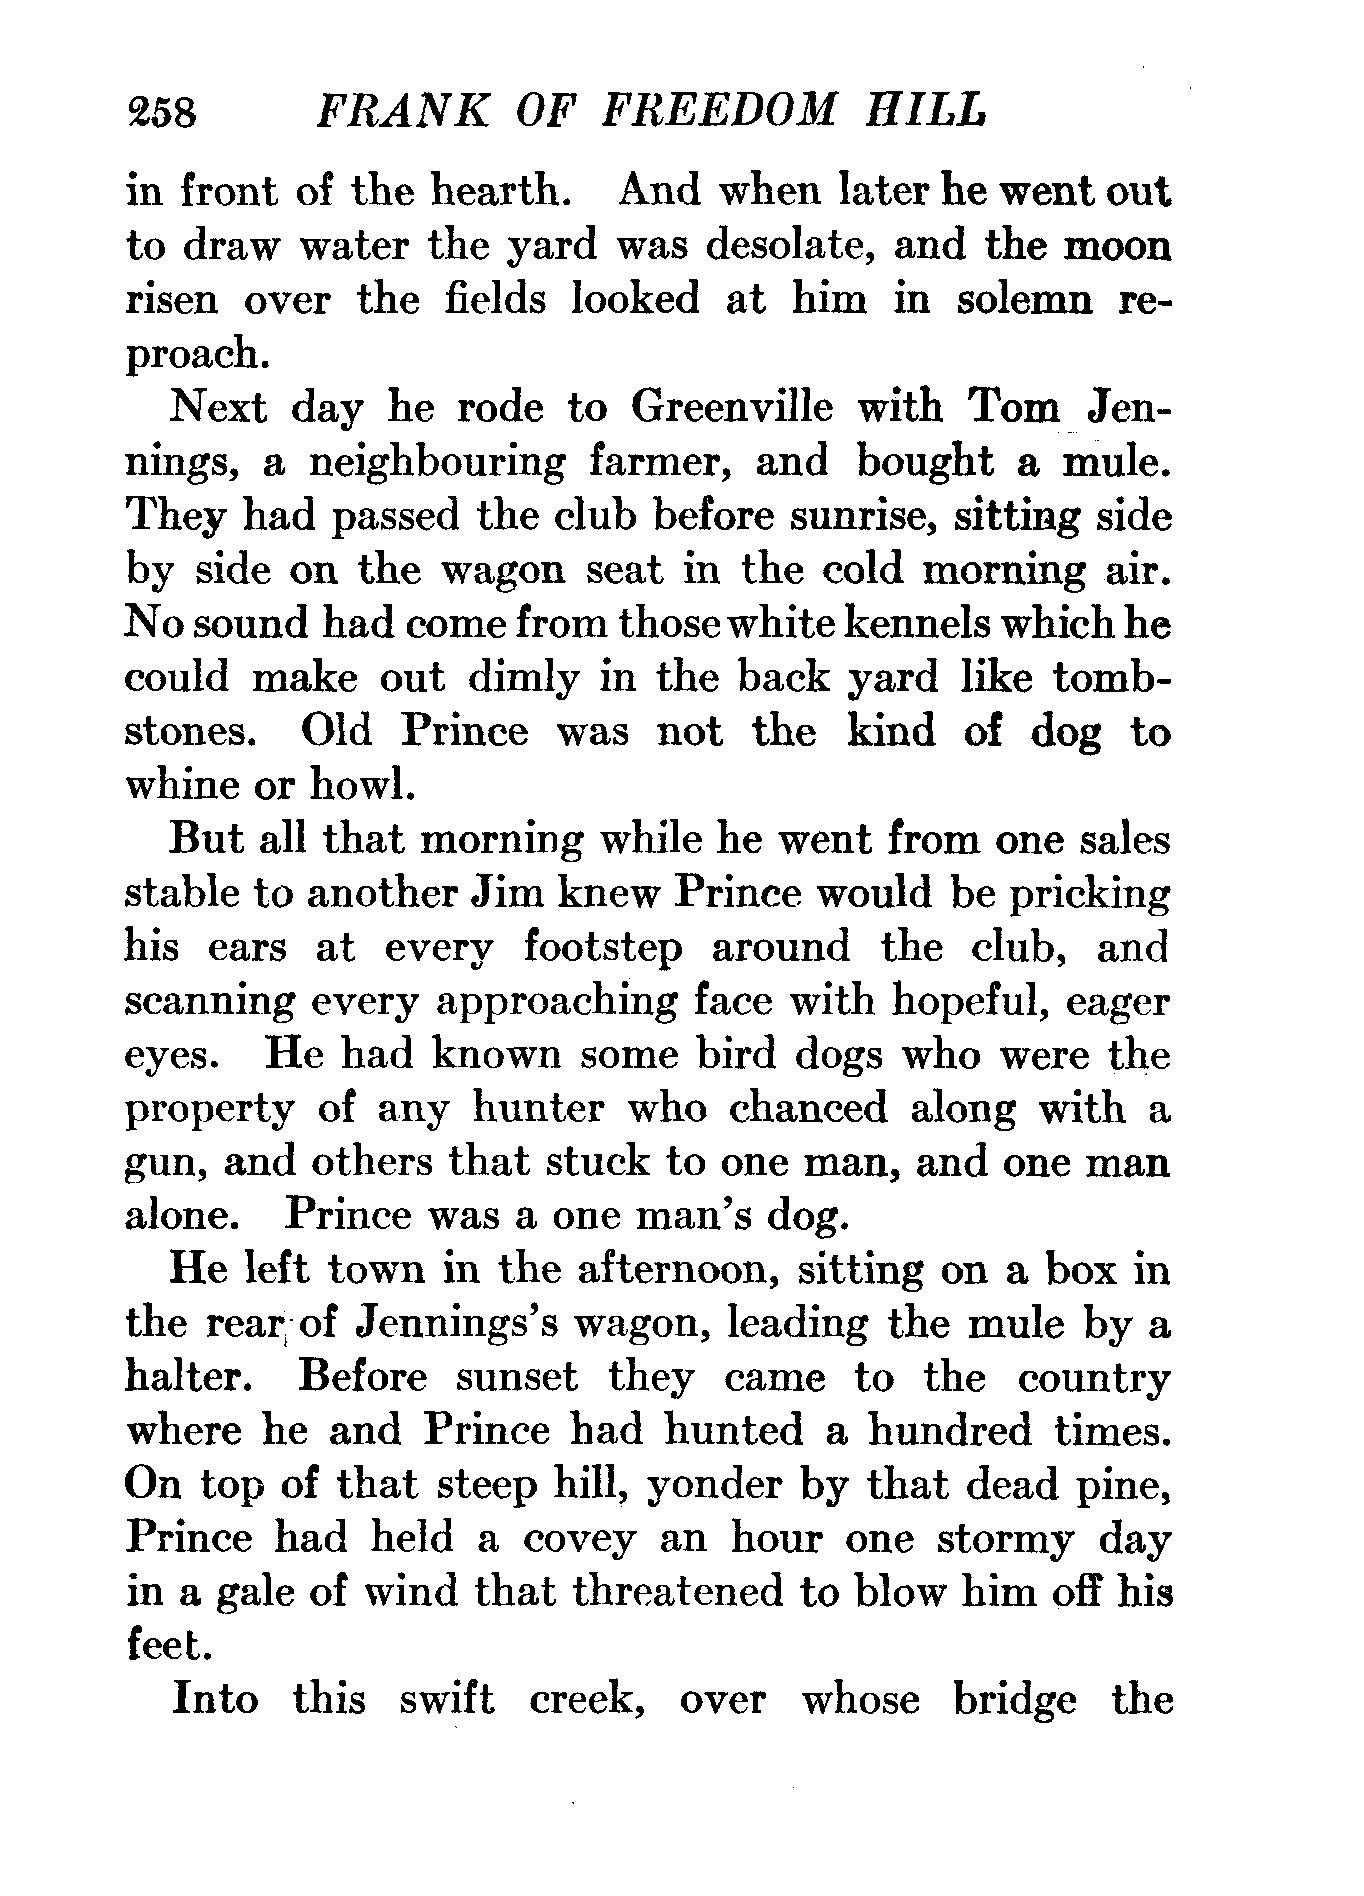 258 FRANK OF FREEDOM HILL
in front of the hearth. And when later he went out
to draw water the yard was desolate, and the moon
risen over the fields looked at him in solemn re-
proach.
Next day he rode to Greenville with Tom Jen-
nings, a neighbouring farmer, and bought a mule.
They had passed the club before sunrise, sitting side
by side on the wagon seat in the cold morning air.
No sound had come from those white kennels which he
could make out dimly in the back yard like tomb-
stones. Old Prince was not the kind of dog to
whine or howl.
But all that morning while he went from one sales
stable to another Jim knew Prince would be pricking
his ears at every footstep around the club, and
scanning every approaching face with hopeful, eager
eyes. He had known some bird dogs who were the
property of any hunter who chanced along with a
gun, and others that stuck to one man, and one man
alone. Prince was a one man's dog.
He left town in the afternoon, sitting on a box in
the rear of Jennings's wagon, leading the mule by a
halter. Before sunset they came to the country
where he and Prince had hunted a hundred times.
On top of that steep hill, yonder by that dead pine,
Prince had held a covey an hour one stormy day
in a gale of wind that threatened to blow him off his
feet.
Into this swift creek, over whose bridge the